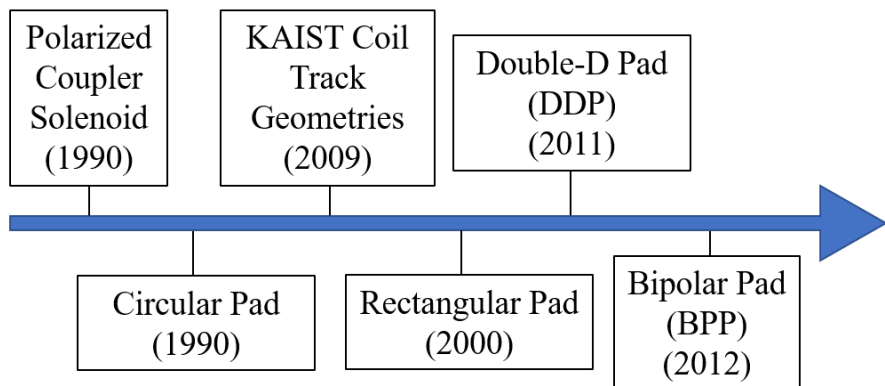 Polarized
Coupler
Solenoid
(1990)
KAIST Coil
Track
Geometries
(2009)
Double-D Pad
(DDP)
(2011)
Circular Pad
(1990)
Rectangular Pad
(2000)
Bipolar Pad
(BPP)
(2012)